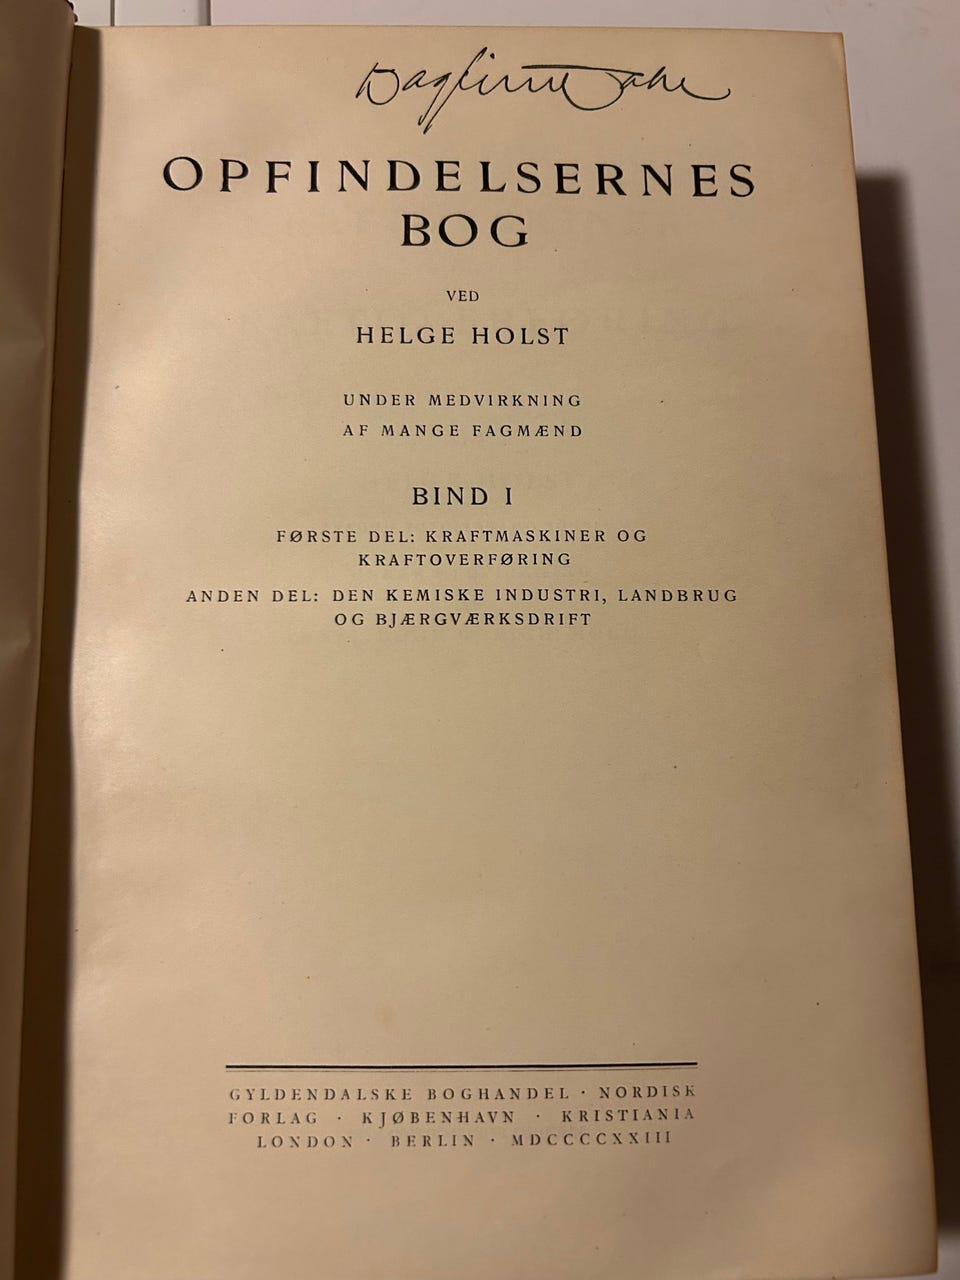 OPFINDELSERNES
BOG
VED
HELGE HOLST
UNDER MEDVIRKNING
AF MANGE FAGMÆND
BIND I
FØRSTE DEL: KRAFTMASKINER OG
KRAFTOVERFØRING
ANDEN DEL: DEN KEMISKE INDUSTRI, LANDBRUG
OG BJÆRGVÆRKSDRIFT
GYLDENDALSKE BOGHANDEL · NORDISK
FORLAG · KJØBENHAVN · KRISTIANIA
LONDON · BERLIN · MDCCCCXXIII